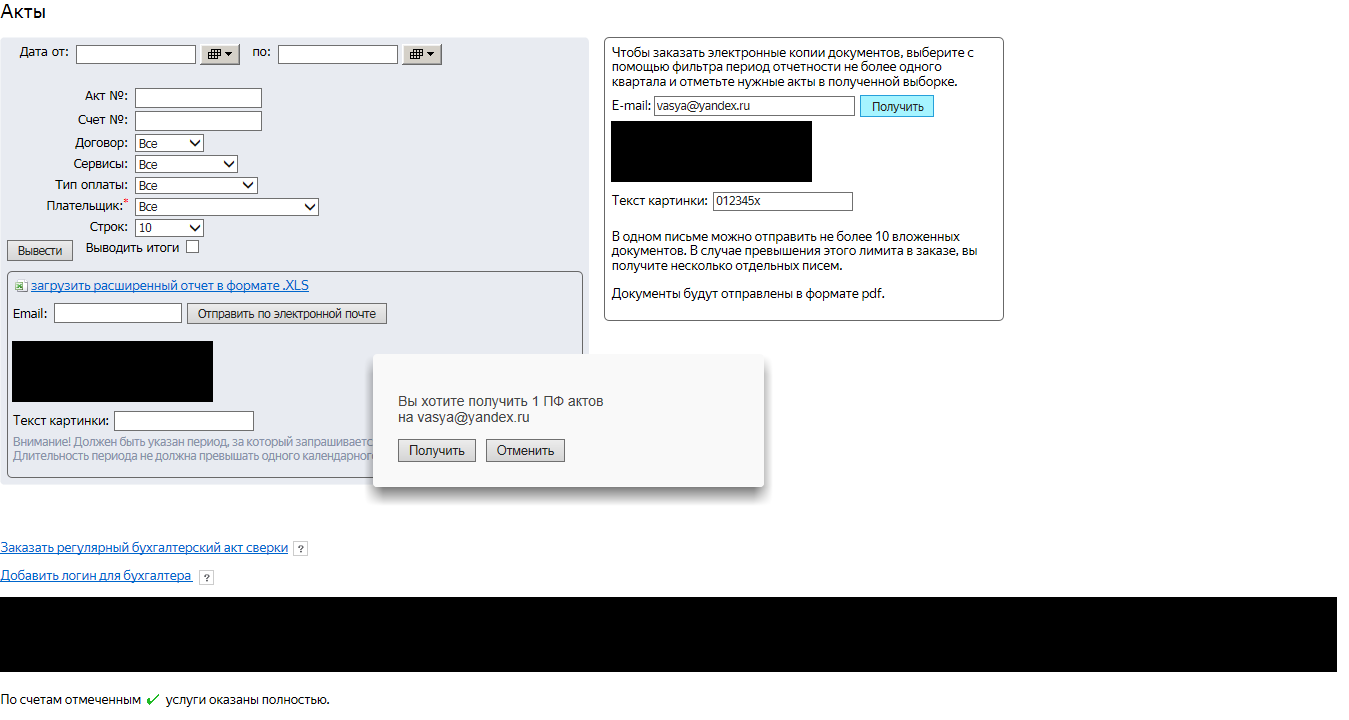 Акты
Дата от: по:
Акт №:
Счет №:
Договор: Все
Сервисы: Все
Тип оплаты: Все
Плательщик:* Все
Строк: 10
Вывести Выводить итоги
загрузить расширенный отчет в формате .XLS
Email: Отправить по электронной почте
Текст картинки:
Внимание! Должен быть указан период, за который запрашивается
Длительность периода не должна превышать одного календарного
Чтобы заказать электронные копии документов, выберите с
помощью фильтра период отчетности не более одного
квартала и отметьте нужные акты в полученной выборке.
E-mail: vasya@yandex.ru Получить
Текст картинки: 012345x
В одном письме можно отправить не более 10 вложенных
документов. В случае превышения этого лимита в заказе, вы
получите несколько отдельных писем.
Документы будут отправлены в формате pdf.
Вы хотите получить 1 ПФ актов
на vasya@yandex.ru
Получить Отменить
Заказать регулярный бухгалтерский акт сверки ?
Добавить логин для бухгалтера ?
По счетам отмеченным ✓ услуги оказаны полностью.